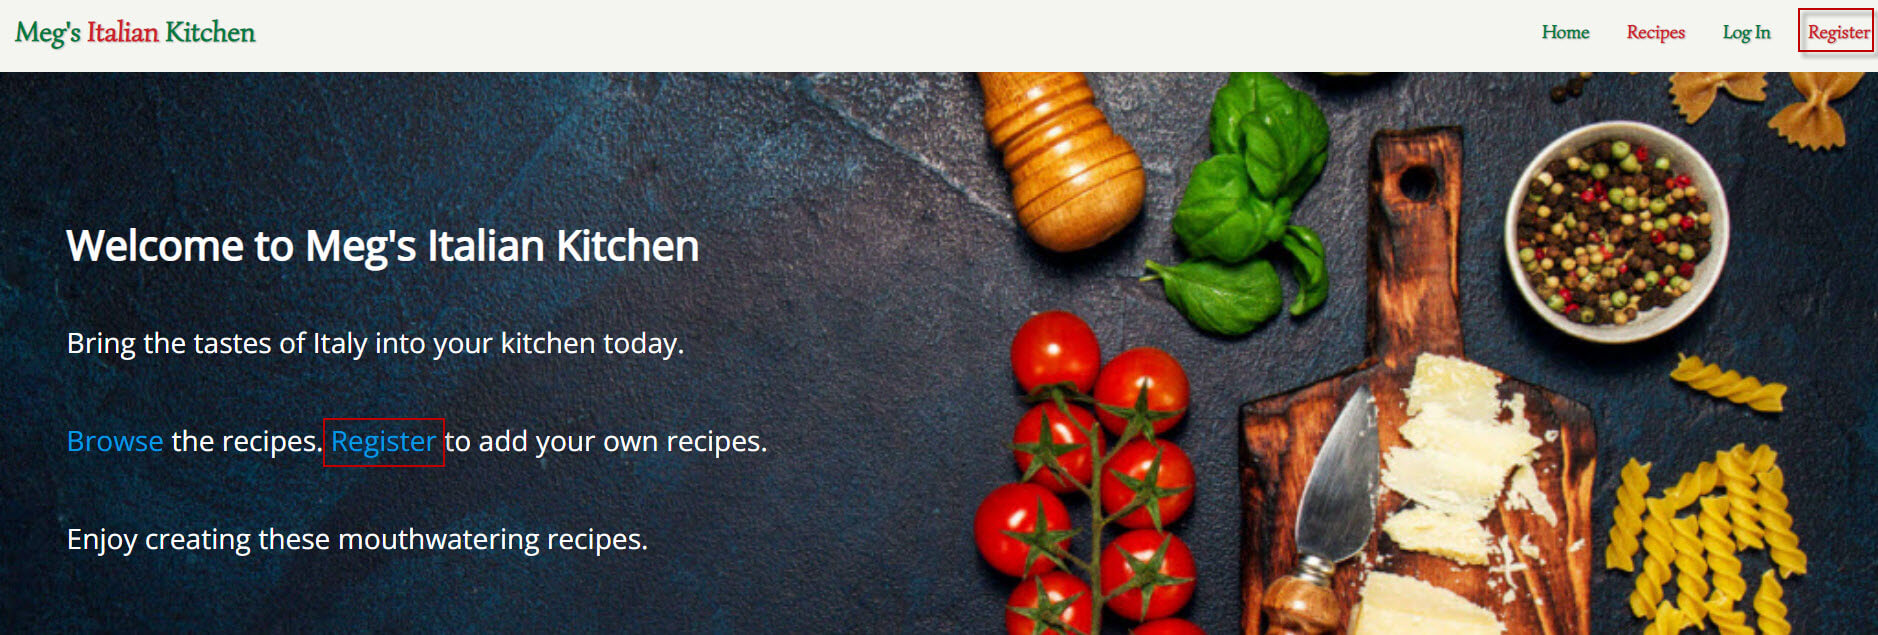 Meg's Italian Kitchen
Home Recipes Log In Register
Welcome to Meg's Italian Kitchen
Bring the tastes of Italy into your kitchen today.
Browse the recipes. Register to add your own recipes.
Enjoy creating these mouthwatering recipes.